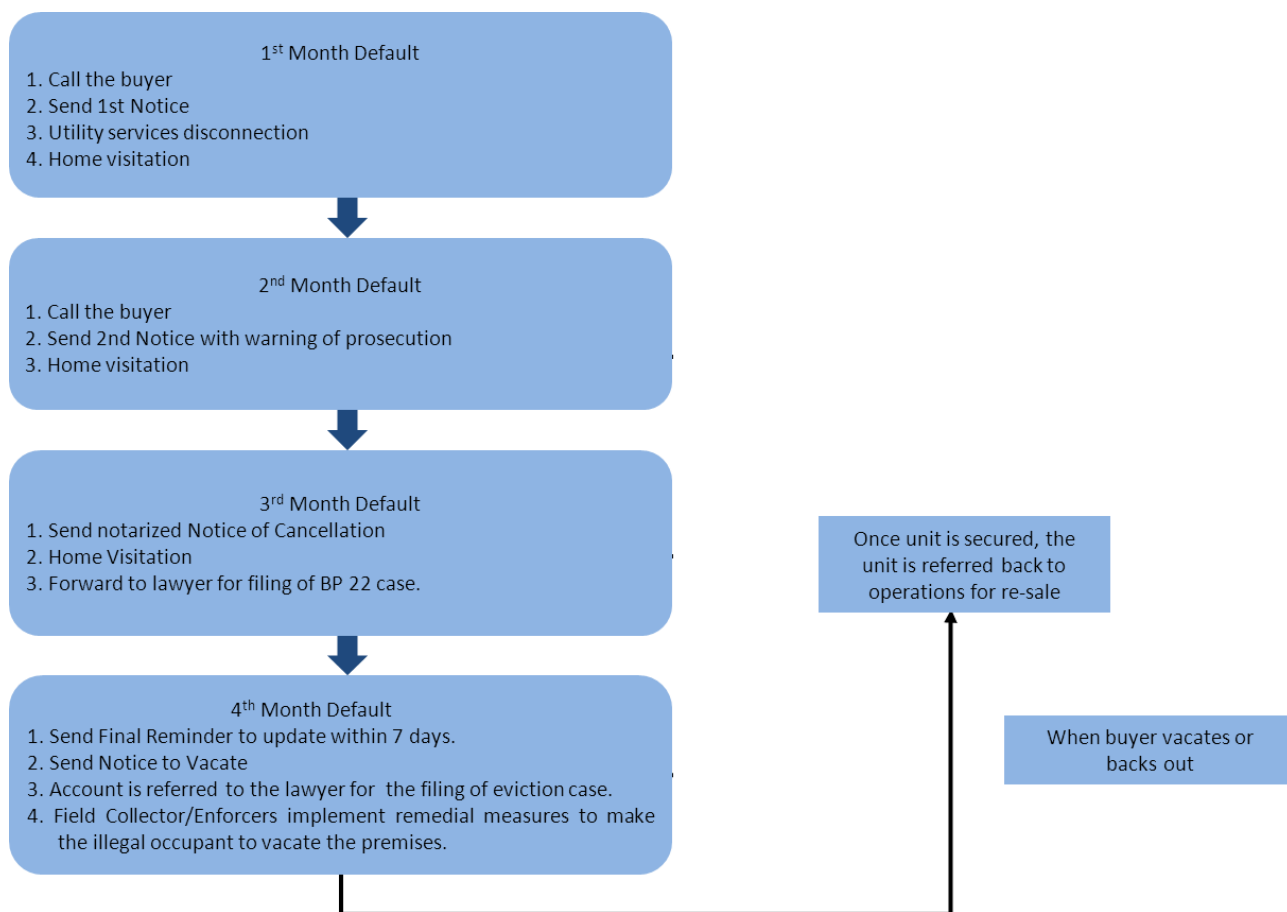 1st Month Default
1. Call the buyer
2. Send 1st Notice
3. Utility services disconnection
4. Home visitation
2nd Month Default
1. Call the buyer
2. Send 2nd Notice with warning of prosecution
3. Home visitation
3rd Month Default
1. Send notarized Notice of Cancellation
2. Home Visitation
3. Forward to lawyer for filing of BP 22 case.
4th Month Default
1. Send Final Reminder to update within 7 days.
2. Send Notice to Vacate
3. Account is referred to the lawyer for the filing of eviction case.
4. Field Collector/Enforcers implement remedial measures to make
the illegal occupant to vacate the premises.
Once unit is secured, the
unit is referred back to
operations for re-sale
When buyer vacates or
backs out